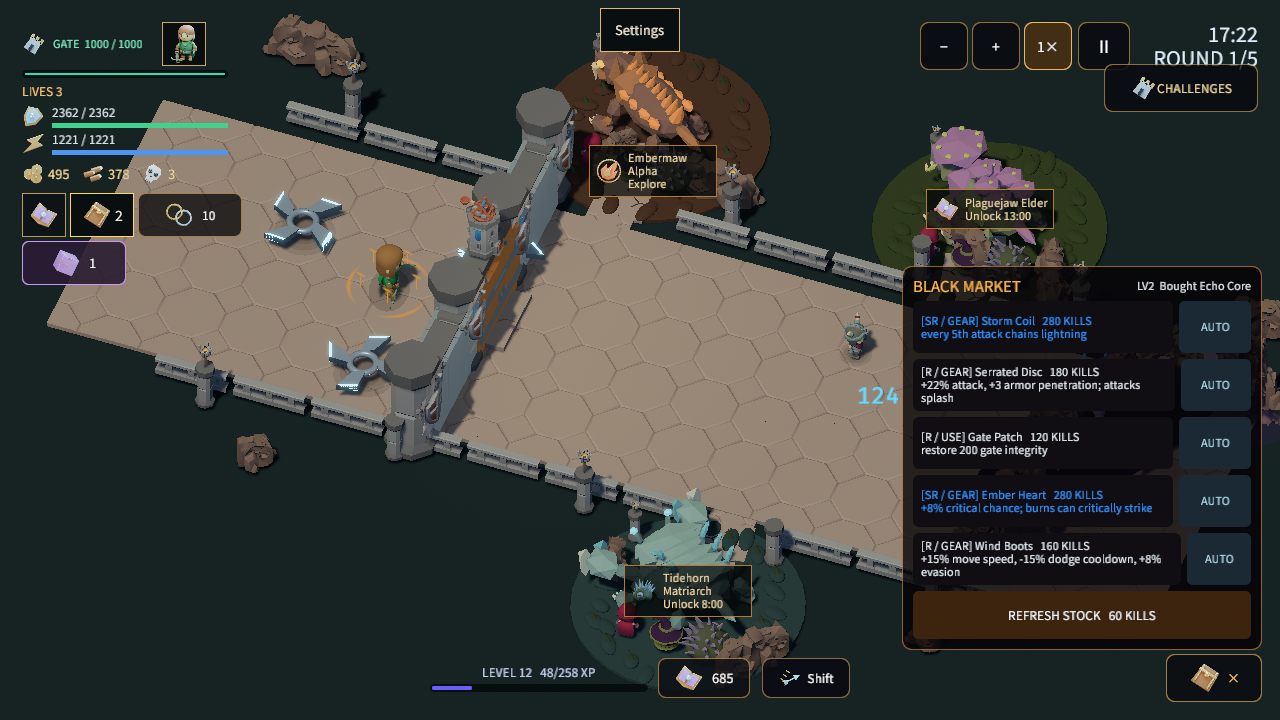 GATE 1000 / 1000
LIVES 3
2362 / 2362
1221 / 1221
495 378 3
2 10
1
Settings
− + 1× II
17:22
ROUND 1/5
CHALLENGES
Embermaw
Alpha
Explore
Plaguejaw Elder
Unlock 13:00
124
Tidehorn
Matriarch
Unlock 8:00
BLACK MARKET LV2 Bought Echo Core
[SR / GEAR] Storm Coil 280 KILLS
every 5th attack chains lightning
AUTO
[R / GEAR] Serrated Disc 180 KILLS
+22% attack, +3 armor penetration; attacks
splash
AUTO
[R / USE] Gate Patch 120 KILLS
restore 200 gate integrity
AUTO
[SR / GEAR] Ember Heart 280 KILLS
+8% critical chance; burns can critically strike
AUTO
[R / GEAR] Wind Boots 160 KILLS
+15% move speed, -15% dodge cooldown, +8%
evasion
AUTO
REFRESH STOCK 60 KILLS
LEVEL 12 48/258 XP
685
Shift
×